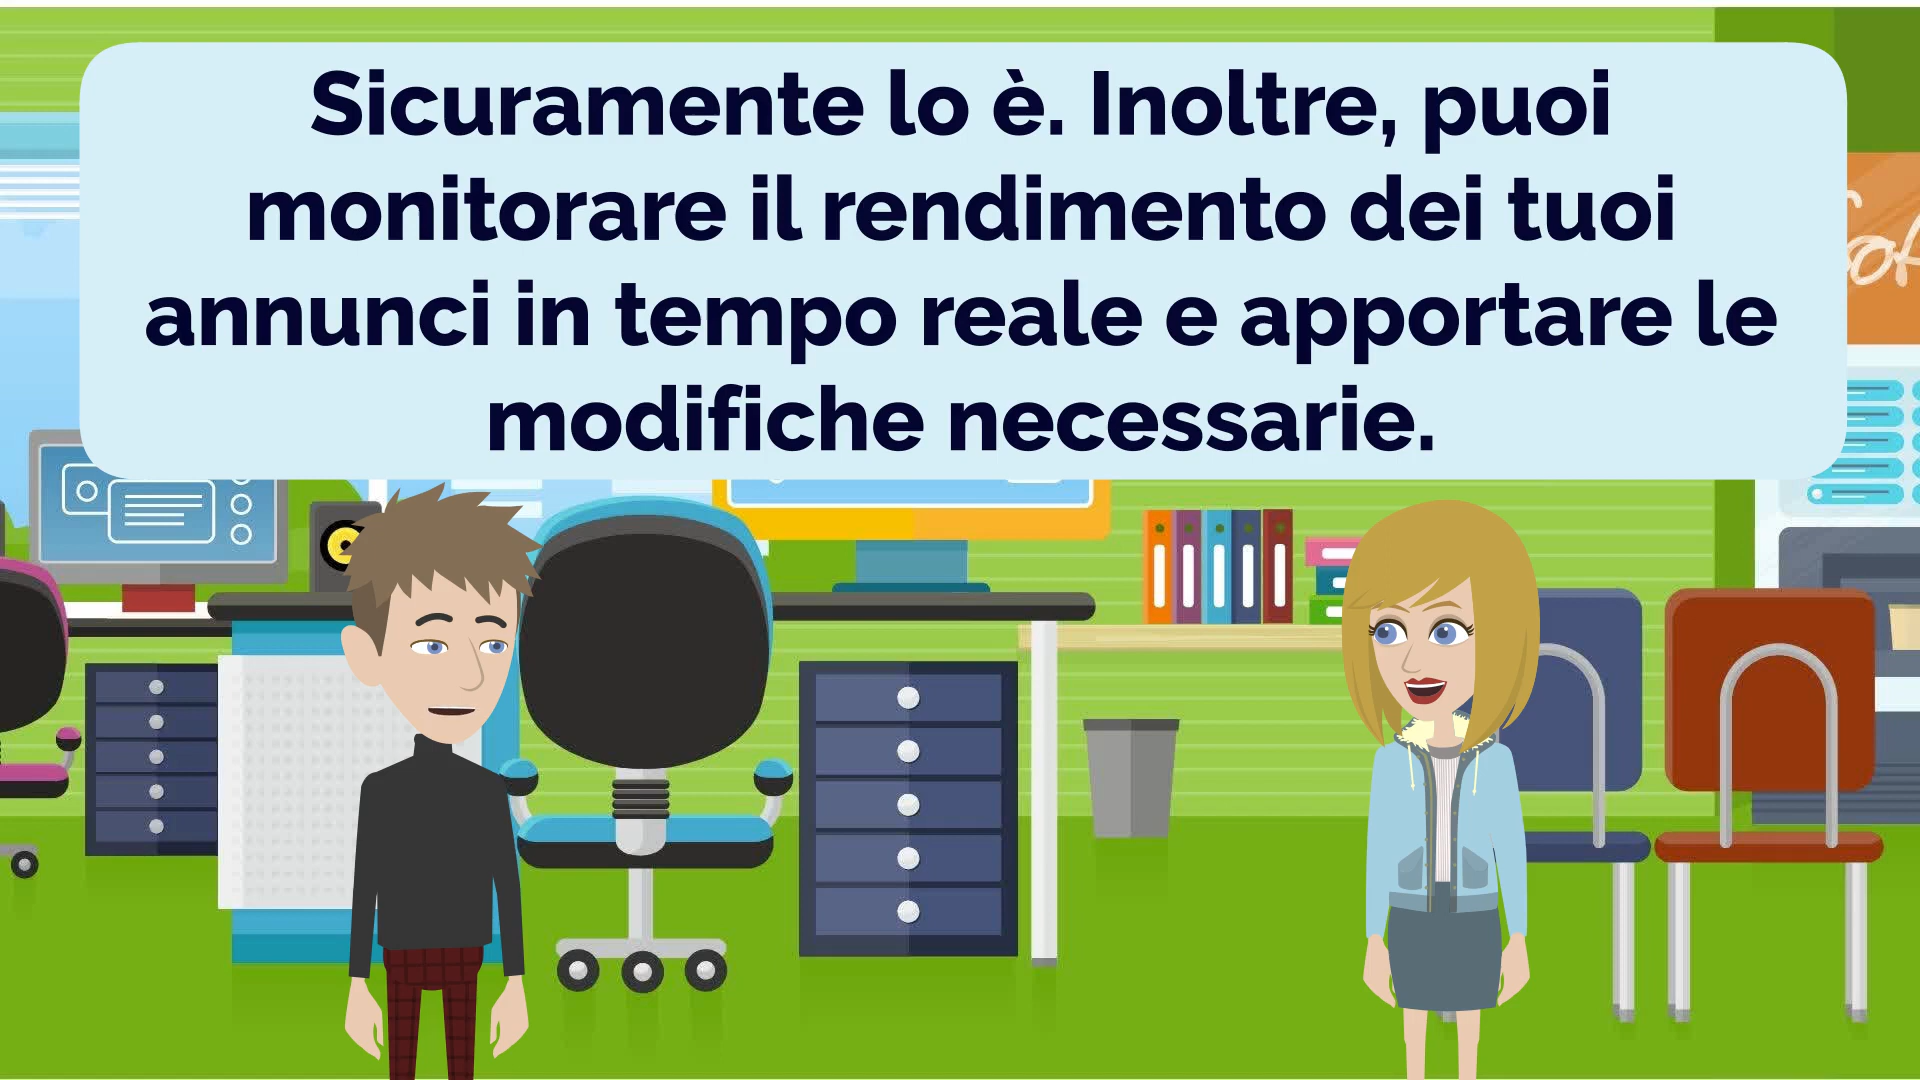 Sicuramente lo è. Inoltre, puoi
monitorare il rendimento dei tuoi
annunci in tempo reale e apportare le
modifiche necessarie.